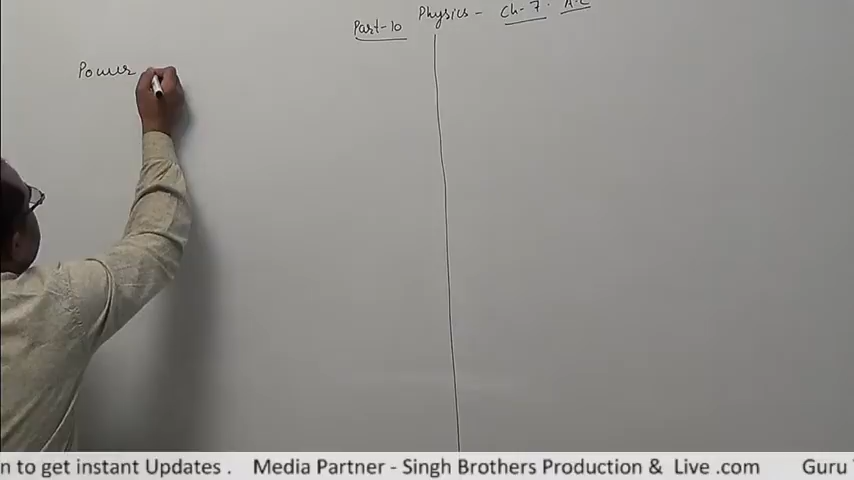 Part-10 Physics - Ch-7. A.C
Power
n to get instant Updates . Media Partner - Singh Brothers Production & Live .com Guru